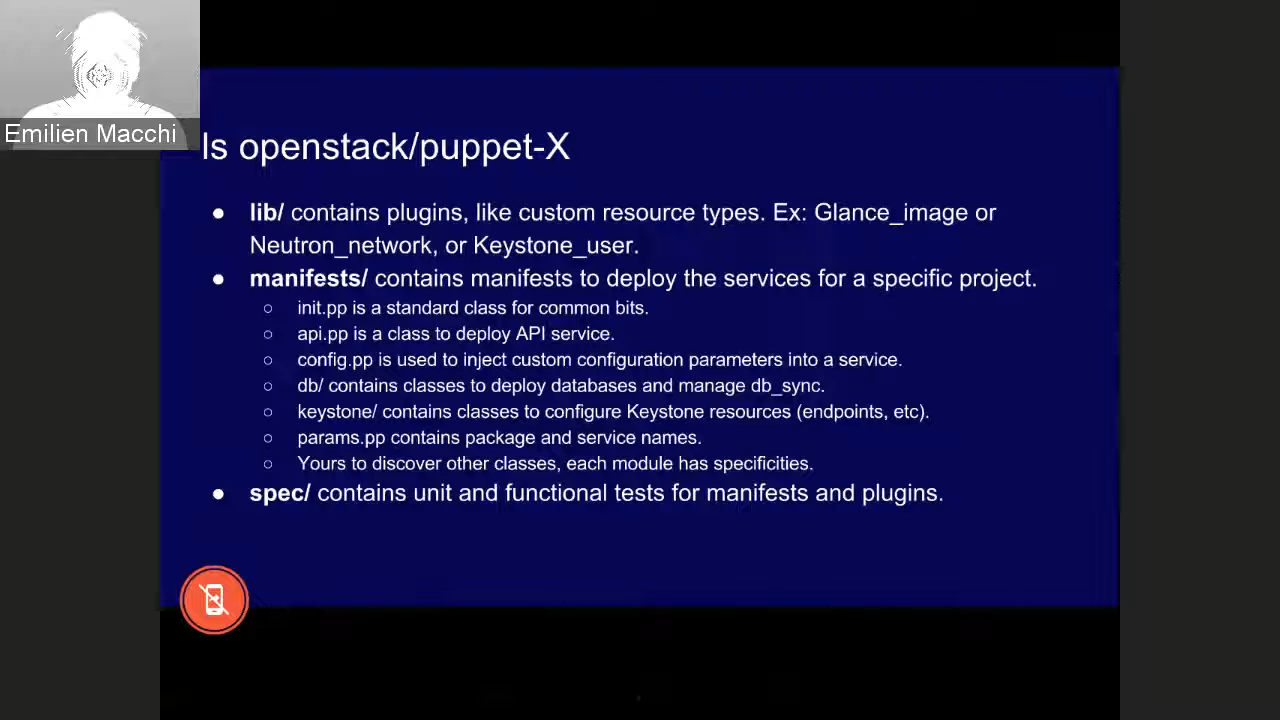 Emilien Macchi
ls openstack/puppet-X
● lib/ contains plugins, like custom resource types. Ex: Glance_image or
Neutron_network, or Keystone_user.
● manifests/ contains manifests to deploy the services for a specific project.
○ init.pp is a standard class for common bits.
○ api.pp is a class to deploy API service.
○ config.pp is used to inject custom configuration parameters into a service.
○ db/ contains classes to deploy databases and manage db_sync.
○ keystone/ contains classes to configure Keystone resources (endpoints, etc).
○ params.pp contains package and service names.
○ Yours to discover other classes, each module has specificities.
● spec/ contains unit and functional tests for manifests and plugins.